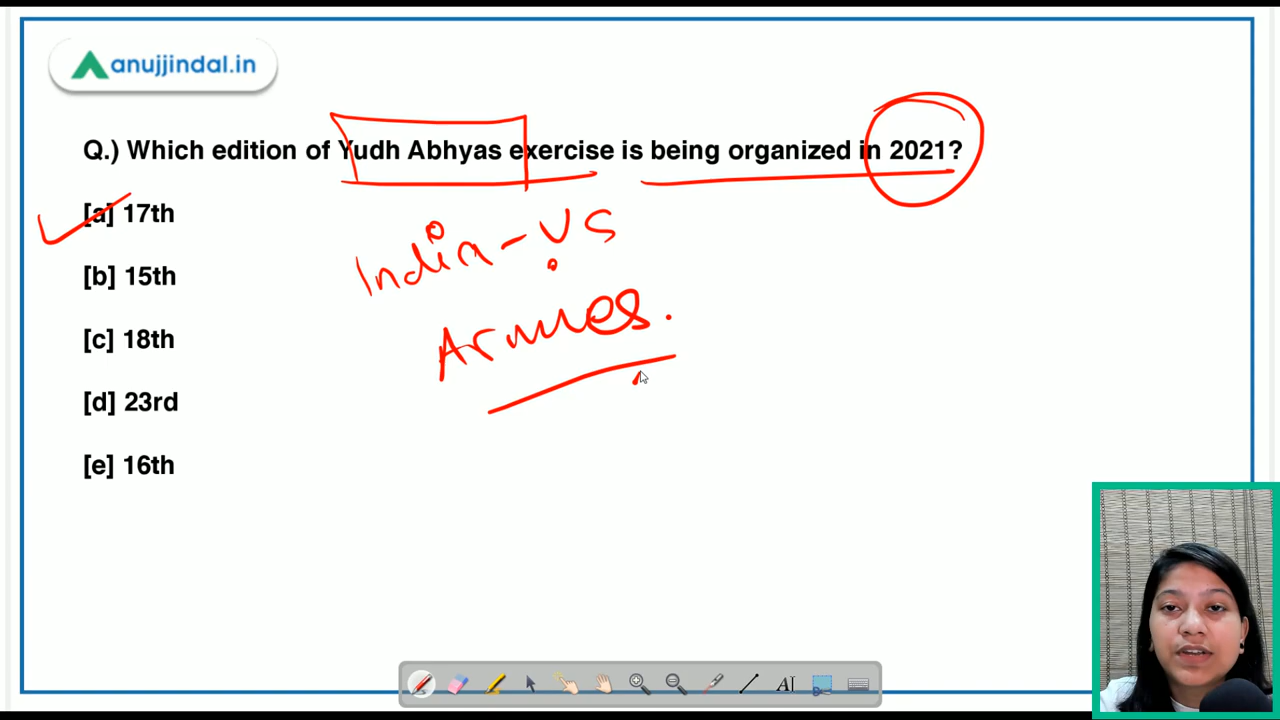 anujjindal.in
Q.) Which edition of Yudh Abhyas exercise is being organized in 2021?
[a] 17th
India - US
[b] 15th
Armies.
[c] 18th
[d] 23rd
[e] 16th
AI